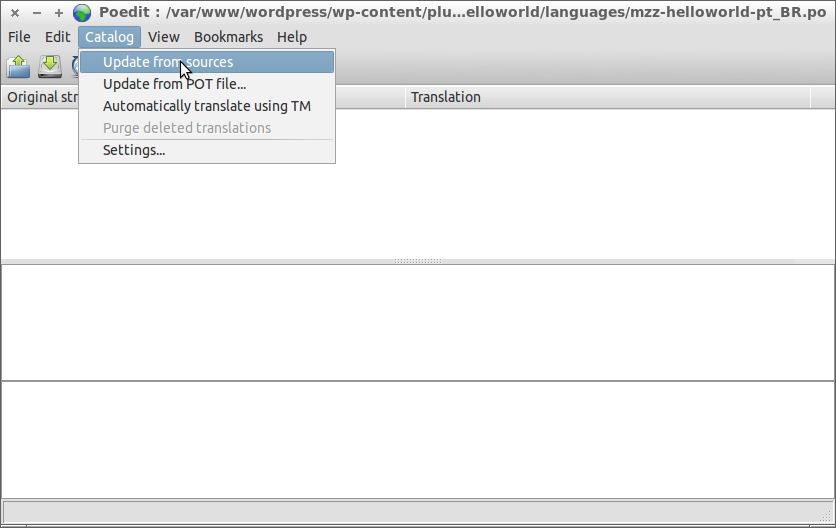 Poedit : /var/www/wordpress/wp-content/plu...elloworld/languages/mzz-helloworld-pt_BR.po
File Edit Catalog View Bookmarks Help
Update from sources
Update from POT file...
Automatically translate using TM
Purge deleted translations
Settings...
Original str Translation